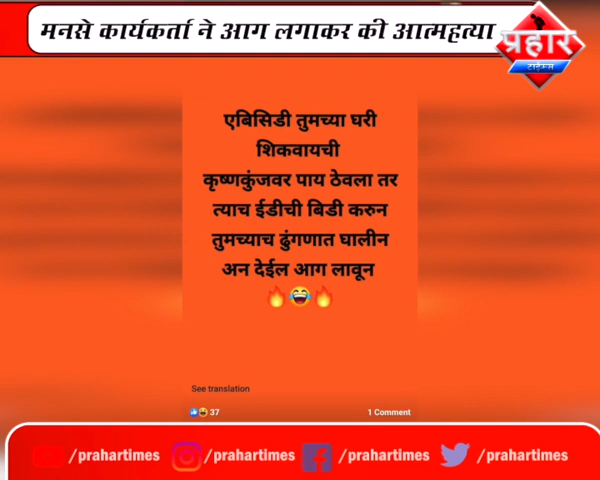 मनसे कार्यकर्ता ने आग लगाकर की आत्महत्या
प्रहार
टाईम्स
एबिसिडी तुमच्या घरी
शिकवायची
कृष्णकुंजवर पाय ठेवला तर
त्याच ईडीची बिडी करुन
तुमच्याच ढुंगणात घालीन
अन देईल आग लावून
🔥😂🔥
See translation
37
1 Comment
/prahartimes
/prahartimes
/prahartimes
/prahartimes